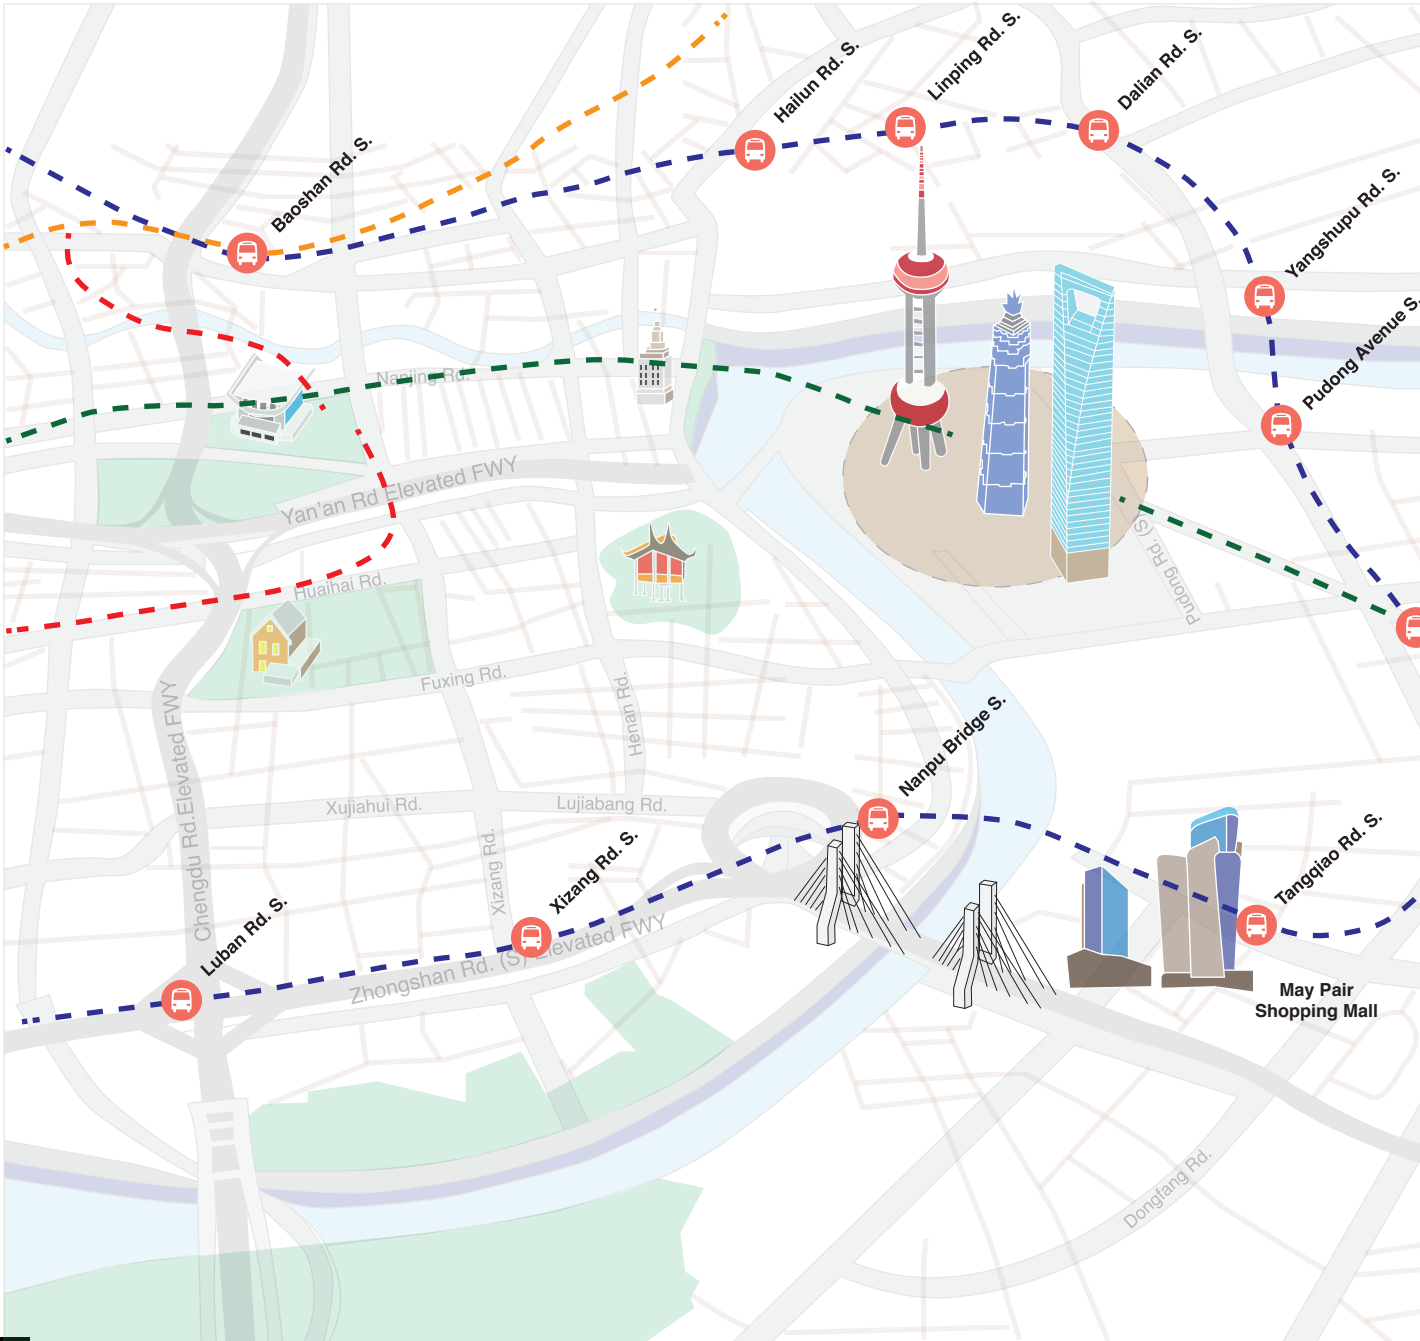 Linping Rd. S.
Hailun Rd. S.
Dalian Rd. S.
Baoshan Rd. S.
Yangshupu Rd. S.
Pudong Avenue S.
Nanjing Rd.
Yan'an Rd Elevated FWY
Pudong Rd. (S)
Huaihai Rd.
Fuxing Rd.
Henan Rd.
Chengdu Rd.Elevated FWY
Nanpu Bridge S.
Xujiahui Rd.
Lujiabang Rd.
Xizang Rd.
Xizang Rd. S.
Tangqiao Rd. S.
Luban Rd. S.
Zhongshan Rd. (S) Elevated FWY
May Pair
Shopping Mall
Dongfang Rd.